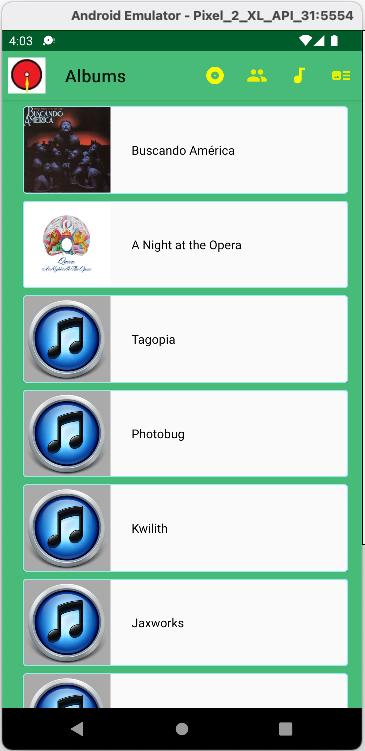 Android Emulator - Pixel_2_XL_API_31:5554
4:03
Albums
BUSCANDO
AMÉRICA
Buscando América
Queen
A Night At The Opera
A Night at the Opera
Tagopia
Photobug
Kwilith
Jaxworks